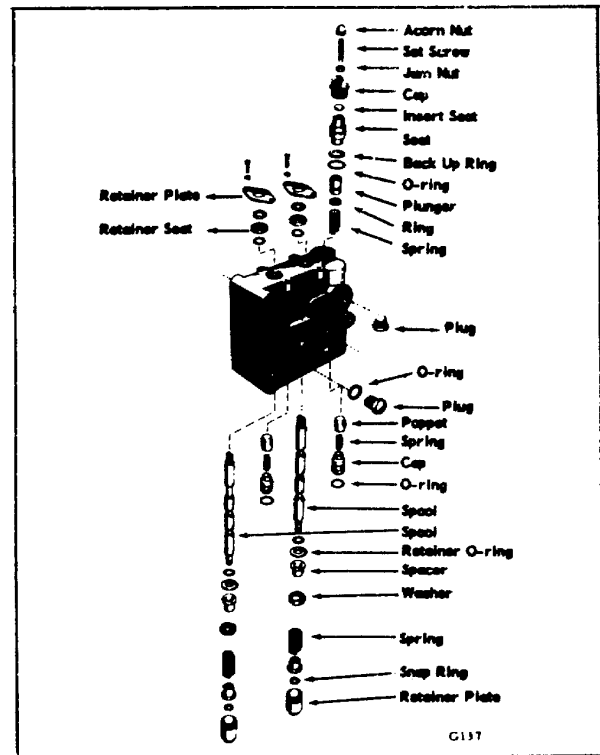 Acorn Nut
Set Screw
Jam Nut
Cap
Insert Seat
Seat
Back Up Ring
O-ring
Plunger
Ring
Spring
Retainer Plate
Retainer Seat
Plug
O-ring
Plug
Poppet
Spring
Cap
O-ring
Spool
Spool
Retainer O-ring
Spacer
Washer
Spring
Snap Ring
Retainer Plate
G137